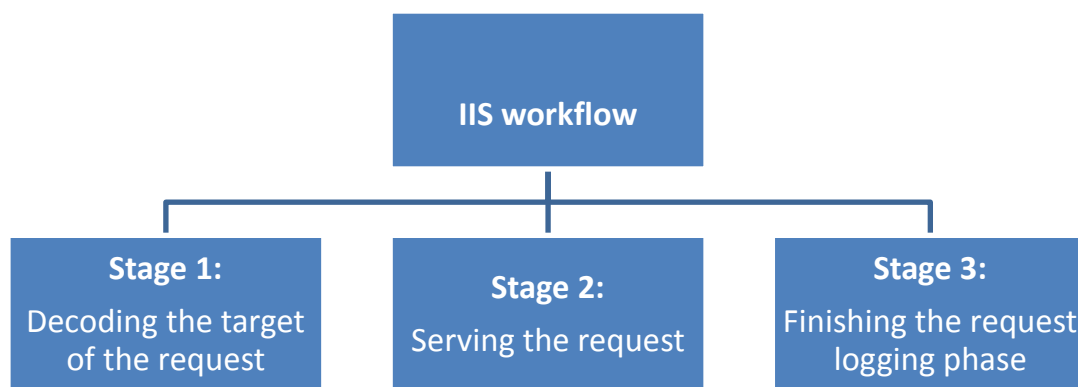 IIS workflow
Stage 1:
Decoding the target
of the request
Stage 2:
Serving the request
Stage 3:
Finishing the request
logging phase